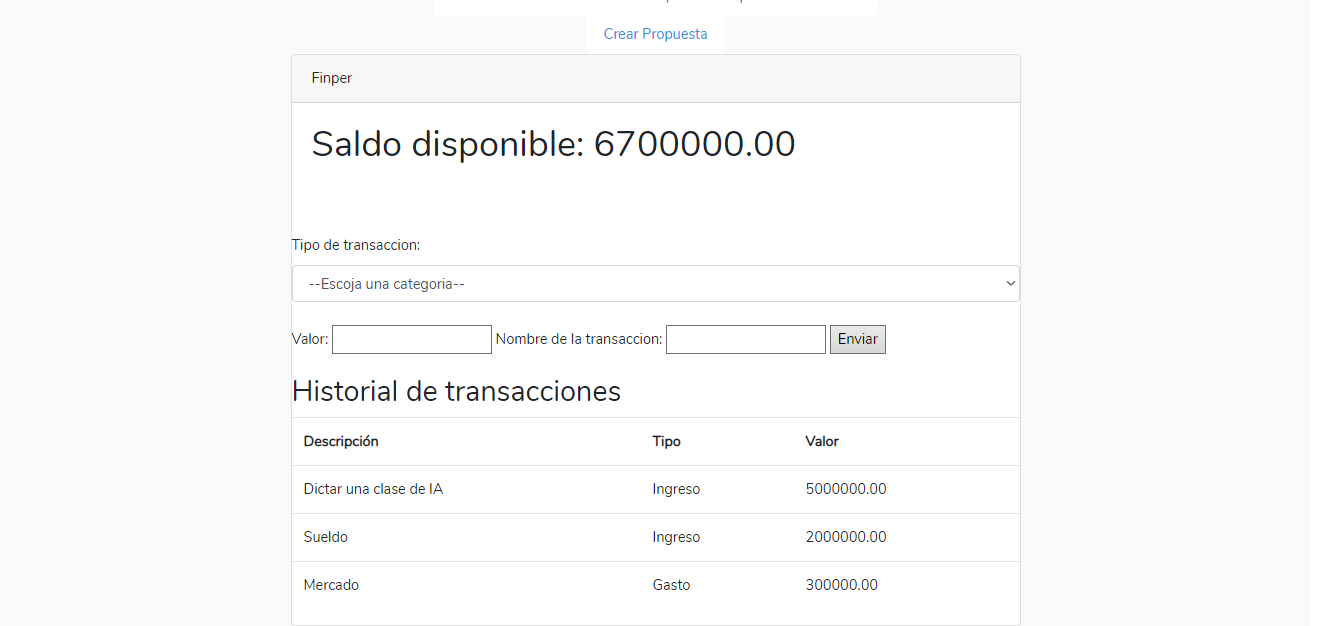 Crear Propuesta
Finper
Saldo disponible: 6700000.00
Tipo de transaccion:
--Escoja una categoria--
Valor: Nombre de la transaccion: Enviar
Historial de transacciones
Descripción Tipo Valor
Dictar una clase de IA Ingreso 5000000.00
Sueldo Ingreso 2000000.00
Mercado Gasto 300000.00